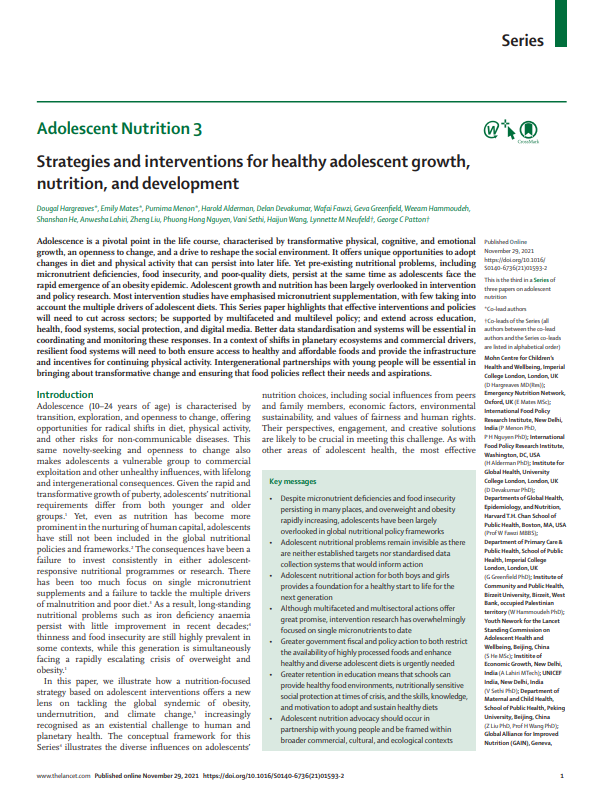 Series
Adolescent Nutrition 3
Strategies and interventions for healthy adolescent growth,
nutrition, and development
Dougal Hargreaves*, Emily Mates*, Purnima Menon*, Harold Alderman, Delan Devakumar, Wafai Fawzi, Geva Greenfield, Weeam Hammoudeh,
Shanshan He, Anwesha Lahiri, Zheng Liu, Phuong Hong Nguyen, Vani Sethi, Haijun Wang, Lynnette M Neufeld†, George C Patton†
Adolescence is a pivotal point in the life course, characterised by transformative physical, cognitive, and emotional
growth, an openness to change, and a drive to reshape the social environment. It offers unique opportunities to adopt
changes in diet and physical activity that can persist into later life. Yet pre-existing nutritional problems, including
micronutrient deficiencies, food insecurity, and poor-quality diets, persist at the same time as adolescents face the
rapid emergence of an obesity epidemic. Adolescent growth and nutrition has been largely overlooked in intervention
and policy research. Most intervention studies have emphasised micronutrient supplementation, with few taking into
account the multiple drivers of adolescent diets. This Series paper highlights that effective interventions and policies
will need to cut across sectors; be supported by multifaceted and multilevel policy; and extend across education,
health, food systems, social protection, and digital media. Better data standardisation and systems will be essential in
coordinating and monitoring these responses. In a context of shifts in planetary ecosystems and commercial drivers,
resilient food systems will need to both ensure access to healthy and affordable foods and provide the infrastructure
and incentives for continuing physical activity. Intergenerational partnerships with young people will be essential in
bringing about transformative change and ensuring that food policies reflect their needs and aspirations.
Introduction
Adolescence (10–24 years of age) is characterised by
transition, exploration, and openness to change, offering
opportunities for radical shifts in diet, physical activity,
and other risks for non-communicable diseases. This
same novelty-seeking and openness to change also
makes adolescents a vulnerable group to commercial
exploitation and other unhealthy influences, with lifelong
and intergenerational consequences. Given the rapid and
transformative growth of puberty, adolescents' nutritional
requirements differ from both younger and older
groups.1 Yet, even as nutrition has become more
prominent in the nurturing of human capital, adolescents
have still not been included in the global nutritional
policies and frameworks.2 The consequences have been a
failure to invest consistently in either adolescent-
responsive nutritional programmes or research. There
has been too much focus on single micronutrient
supplements and a failure to tackle the multiple drivers
of malnutrition and poor diet.3 As a result, long-standing
nutritional problems such as iron deficiency anaemia
persist with little improvement in recent decades;4
thinness and food insecurity are still highly prevalent in
some contexts, while this generation is simultaneously
facing a rapidly escalating crisis of overweight and
obesity.1
In this paper, we illustrate how a nutrition-focused
strategy based on adolescent interventions offers a new
lens on tackling the global syndemic of obesity,
undernutrition, and climate change,5 increasingly
recognised as an existential challenge to human and
planetary health. The conceptual framework for this
Series6 illustrates the diverse influences on adolescents'
nutrition choices, including social influences from peers
and family members, economic factors, environmental
sustainability, and values of fairness and human rights.
Their perspectives, engagement, and creative solutions
are likely to be crucial in meeting this challenge. As with
other areas of adolescent health, the most effective
Key messages
• Despite micronutrient deficiencies and food insecurity
persisting in many places, and overweight and obesity
rapidly increasing, adolescents have been largely
overlooked in global nutrition policy frameworks
• Adolescent nutritional problems remain invisible as there
are neither established targets nor standardised data
collection systems that would inform action
• Adolescent nutritional action for both boys and girls
provides a foundation for a healthy start to life for the
next generation
• Although multifaceted and multisectoral actions offer
great promise, intervention research has overwhelmingly
focused on single micronutrients to date
• Greater government fiscal and policy action to both restrict
the availability of highly processed foods and enhance
healthy and diverse adolescent diets is urgently needed
• Greater retention in education means that schools can
provide healthy food environments, nutritionally sensitive
social protection at times of crisis, and the skills, knowledge,
and motivation to adopt and sustain healthy diets
• Adolescent nutrition advocacy should occur in
partnership with young people and be framed within
broader commercial, cultural, and ecological contexts
CrossMark
Published Online
November 29, 2021
https://doi.org/10.1016/
S0140-6736(21)01593-2
This is the third in a Series of
three papers on adolescent
nutrition
*Co-lead authors
†Co-leads of the Series (all
authors between the co-lead
authors and the Series co-leads
are listed in alphabetical order)
Mohn Centre for Children's
Health and Wellbeing, Imperial
College London, London, UK
(D Hargreaves MD(Res));
Emergency Nutrition Network,
Oxford, UK (E Mates MSc);
International Food Policy
Research Institute, New Delhi,
India (P Menon PhD,
P H Nguyen PhD); International
Food Policy Research Institute,
Washington, DC, USA
(H Alderman PhD); Institute for
Global Health, University
College London, London, UK
(D Devakumar PhD);
Departments of Global Health,
Epidemiology, and Nutrition,
Harvard T.H. Chan School of
Public Health, Boston, MA, USA
(Prof W Fawzi MBBS);
Department of Primary Care &
Public Health, School of Public
Health, Imperial College
London, London, UK
(G Greenfield PhD); Institute of
Community and Public Health,
Birzeit University, Birzeit, West
Bank, occupied Palestinian
territory (W Hammoudeh PhD);
Youth Nework for the Lancet
Standing Commission on
Adolescent Health and
Wellbeing, Beijing, China
(S He MSc); Institite of
Economic Growth, New Delhi,
India (A Lahiri MPhil); UNICEF
India, New Delhi, India
(V Sethi PhD); Department of
Maternal and Child Health,
School of Public Health, Peking
University, Beijing, China
(Z Liu PhD, Prof H Wang PhD);
Global Alliance for Improved
Nutrition (GAIN), Geneva,
www.thelancet.com Published online November 29, 2021 https://doi.org/10.1016/S0140-6736(21)01593-2
1